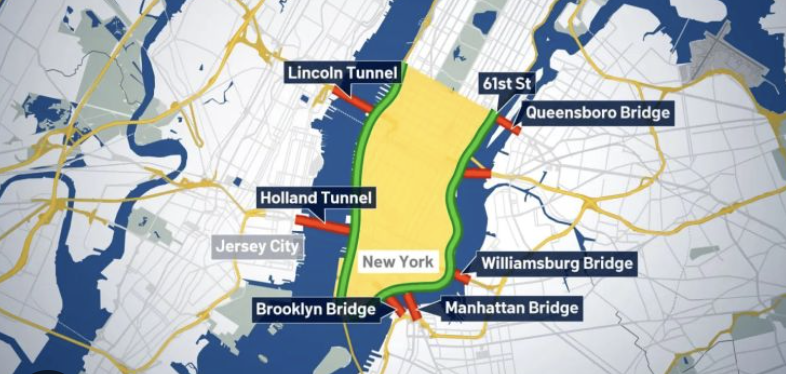 Lincoln Tunnel
61st St
Queensboro Bridge
Holland Tunnel
Jersey City
New York
Williamsburg Bridge
Brooklyn Bridge
Manhattan Bridge